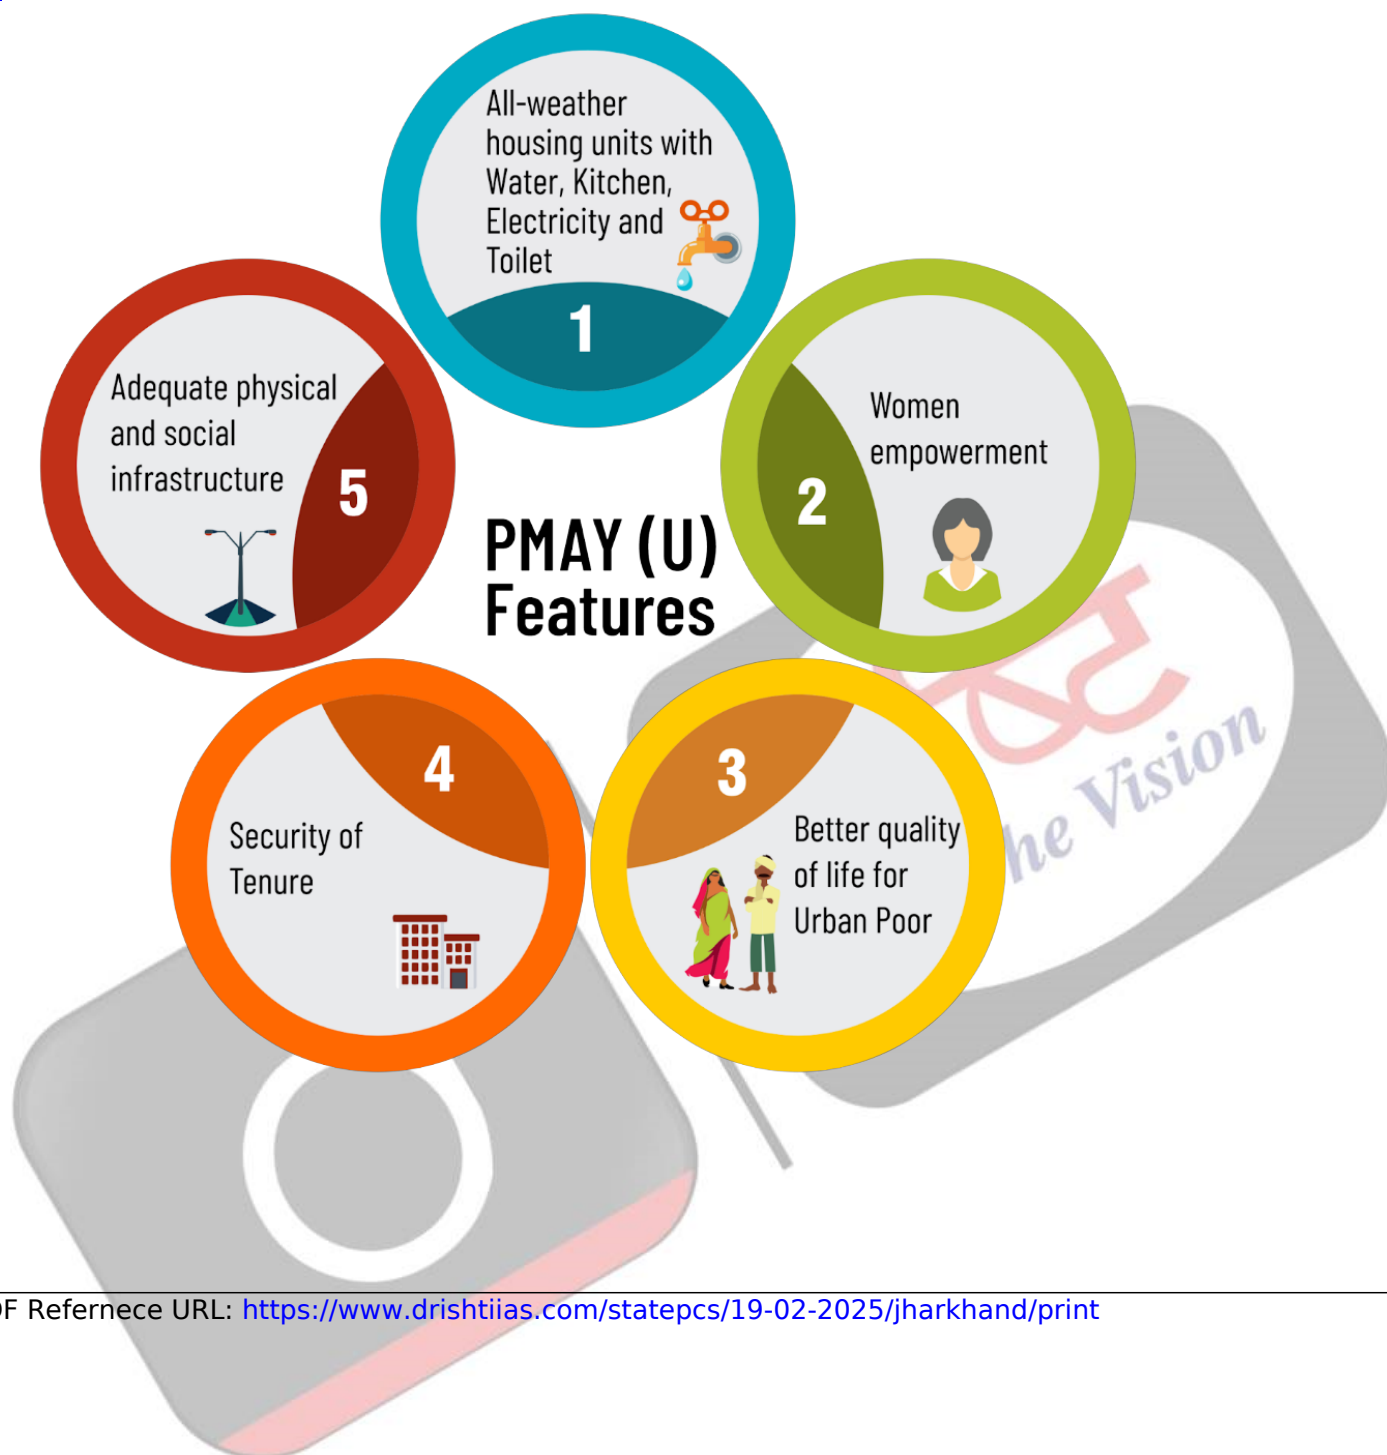 All-weather
housing units with
Water, Kitchen,
Electricity and
Toilet
1
Women
empowerment
2
3
Better quality
of life for
Urban Poor
4
Security of
Tenure
Adequate physical
and social
infrastructure
5
PMAY (U)
Features
he Vision
F Refernece URL: https://www.drishtiias.com/statepcs/19-02-2025/jharkhand/print